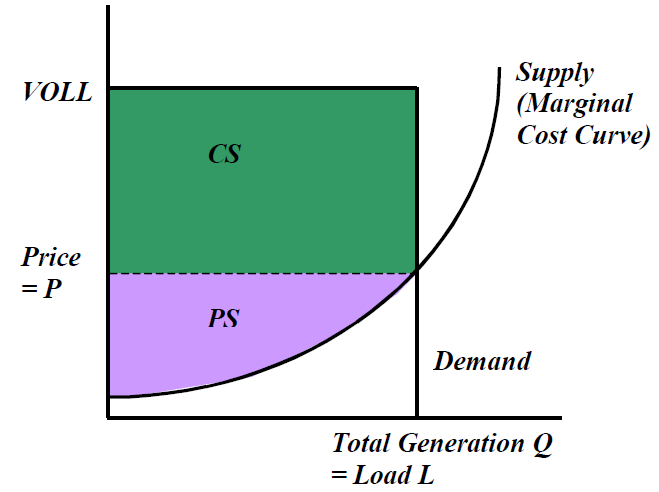 VOLL
Supply
(Marginal
Cost Curve)
CS
Price
= P
PS
Demand
Total Generation Q
= Load L